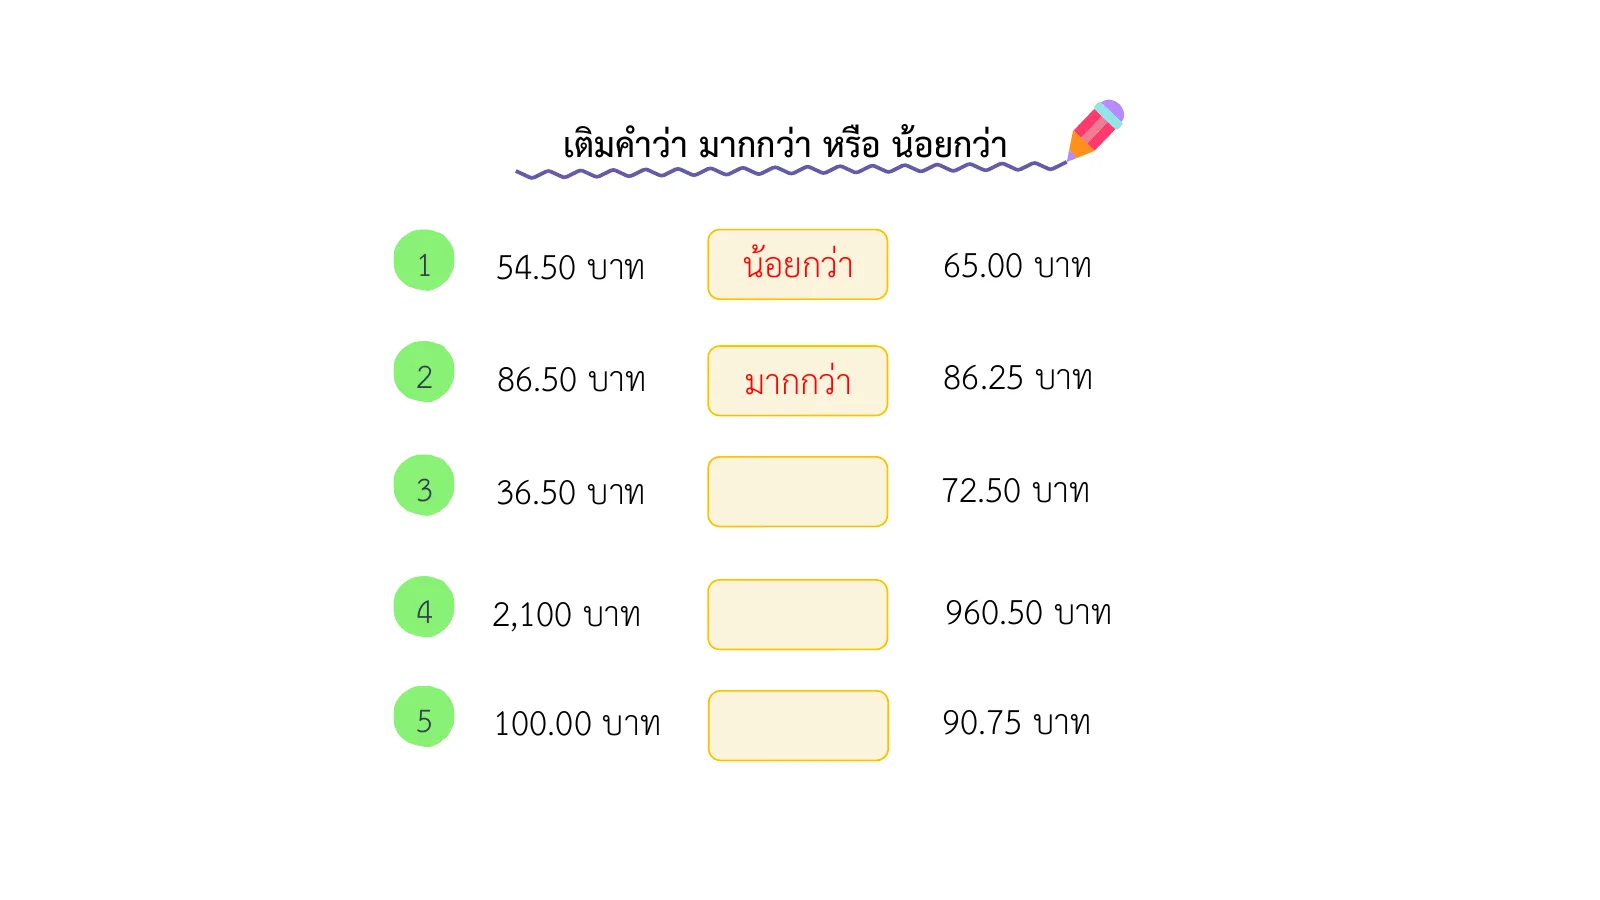 เติมคำว่า มากกว่า หรือ น้อยกว่า
1 54.50 บาท น้อยกว่า 65.00 บาท
2 86.50 บาท มากกว่า 86.25 บาท
3 36.50 บาท 72.50 บาท
4 2,100 บาท 960.50 บาท
5 100.00 บาท 90.75 บาท